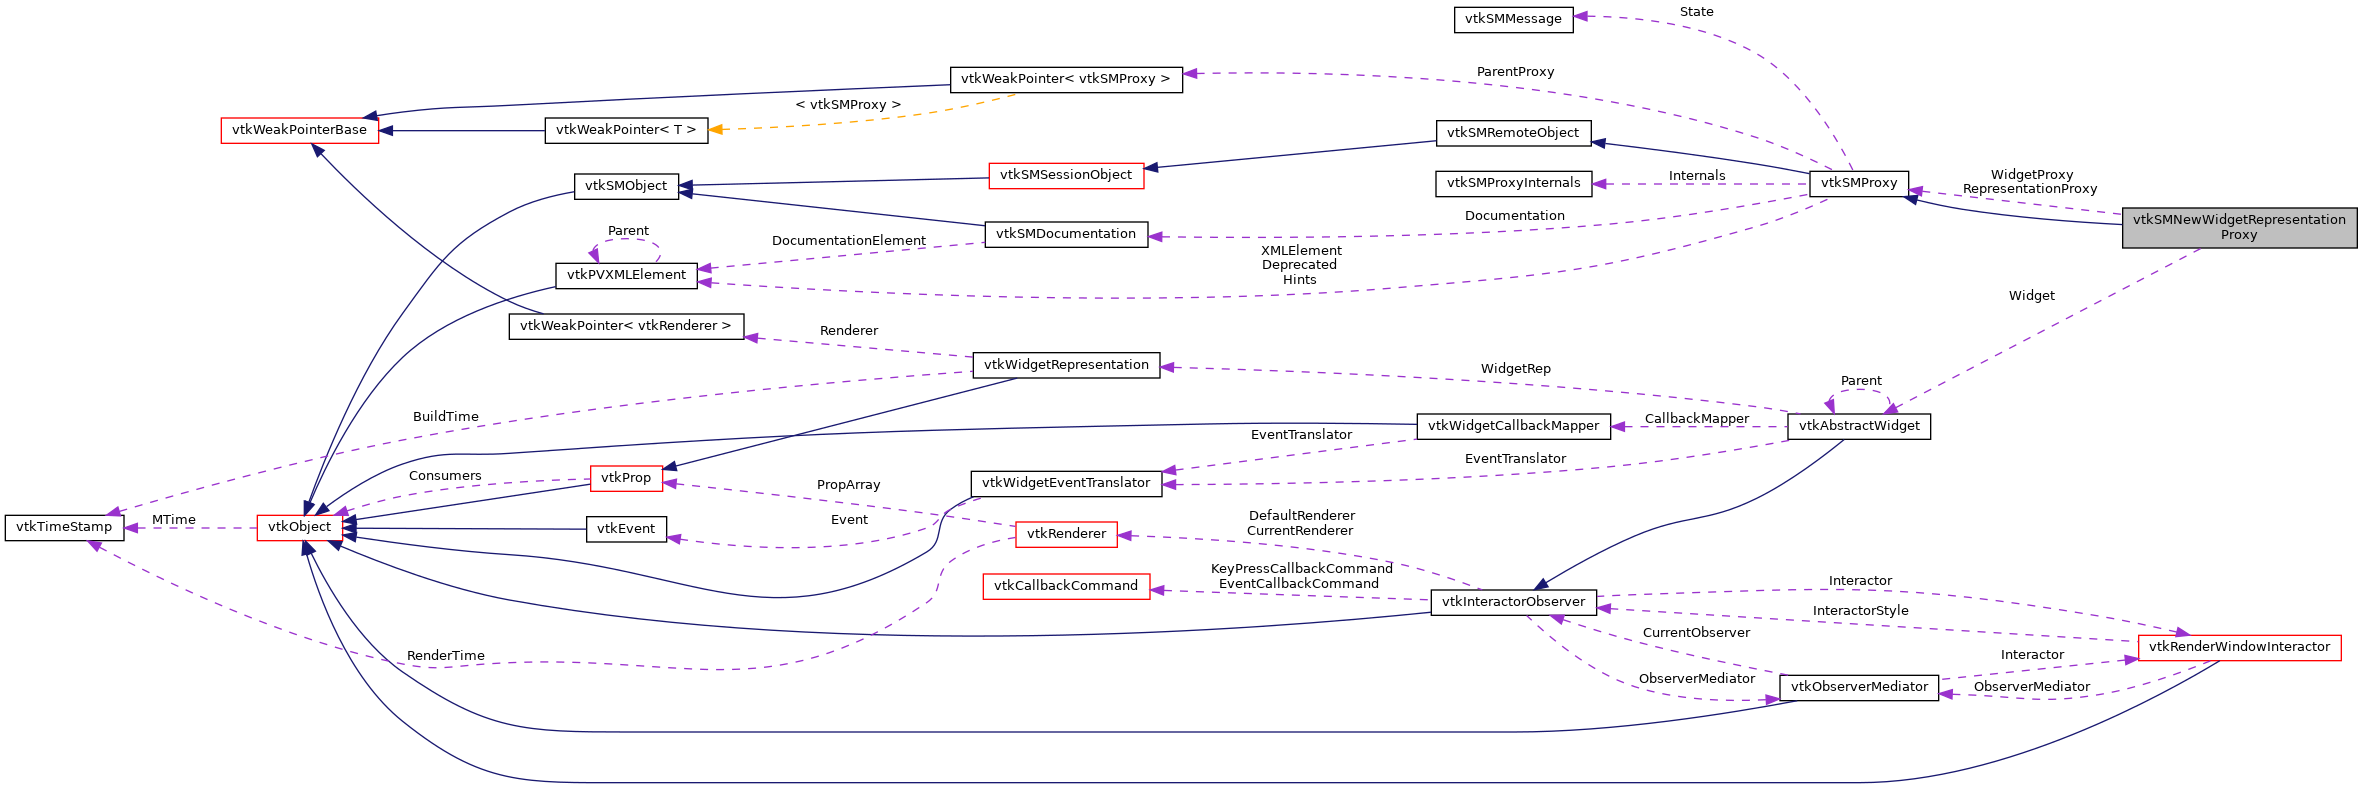 vtkSMMessage
State
vtkWeakPointer< vtkSMProxy >
ParentProxy
< vtkSMProxy >
vtkWeakPointerBase
vtkWeakPointer< T >
vtkSMRemoteObject
vtkSMObject
vtkSMSessionObject
vtkSMProxyInternals
Internals
vtkSMProxy
WidgetProxy
RepresentationProxy
vtkSMNewWidgetRepresentation
Proxy
Documentation
vtkSMDocumentation
Parent
DocumentationElement
XMLElement
Deprecated
Hints
vtkPVXMLElement
Widget
vtkWeakPointer< vtkRenderer >
Renderer
vtkWidgetRepresentation
WidgetRep
Parent
BuildTime
vtkWidgetCallbackMapper
CallbackMapper
vtkAbstractWidget
EventTranslator
EventTranslator
Consumers
vtkProp
PropArray
vtkWidgetEventTranslator
vtkTimeStamp
MTime
vtkObject
vtkEvent
Event
vtkRenderer
DefaultRenderer
CurrentRenderer
vtkCallbackCommand
KeyPressCallbackCommand
EventCallbackCommand
vtkInteractorObserver
Interactor
InteractorStyle
CurrentObserver
RenderTime
Interactor
vtkRenderWindowInteractor
ObserverMediator
vtkObserverMediator
ObserverMediator